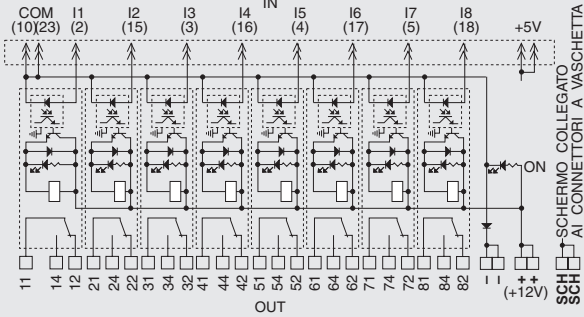 IN
COM I1 I2 I3 I4 I5 I6 I7 I8
(10)(23) (2) (15) (3) (16) (4) (17) (5) (18) +5V
ON
11 14 12 21 24 22 31 34 32 41 44 42 51 54 52 61 64 62 71 74 72 81 84 82 – – + +
(+12V)
OUT
SCH
SCH
SCHERMO COLLEGATO
AI CONNETTORI A VASCHETTA